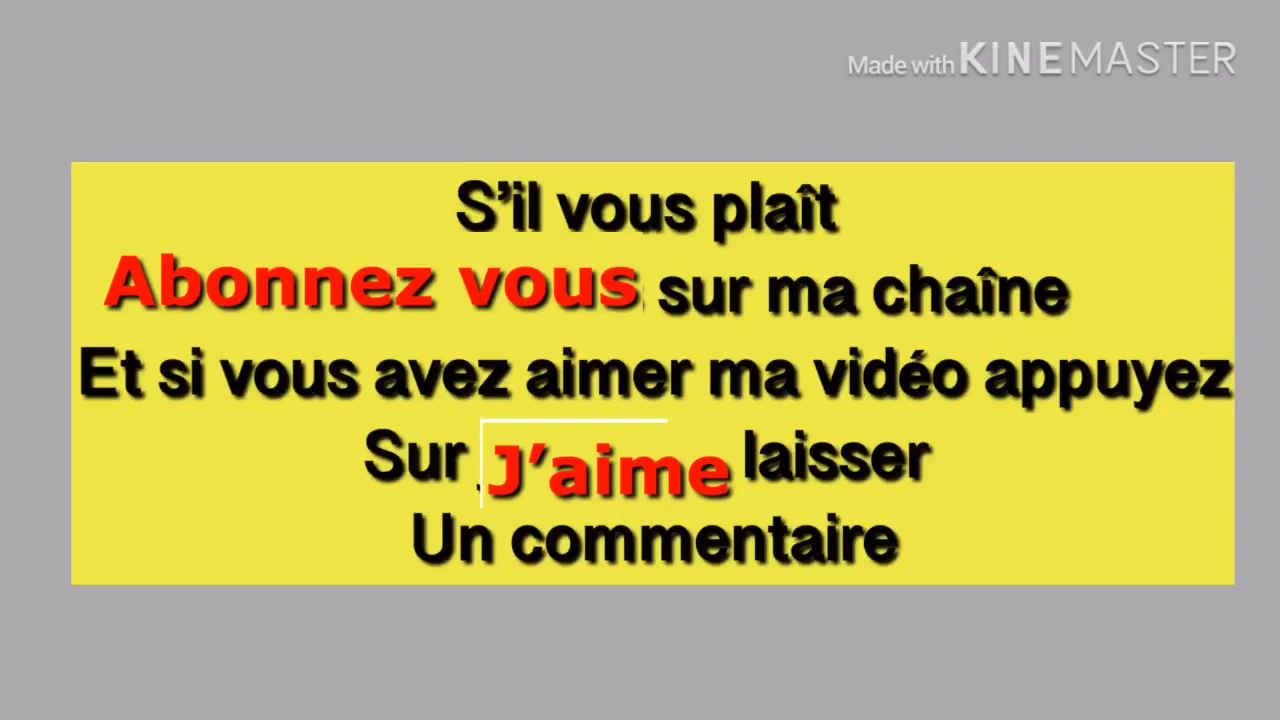 Made with KINEMASTER
S'il vous plaît
Abonnez vous sur ma chaîne
Et si vous avez aimer ma vidéo appuyez
Sur J'aime laisser
Un commentaire